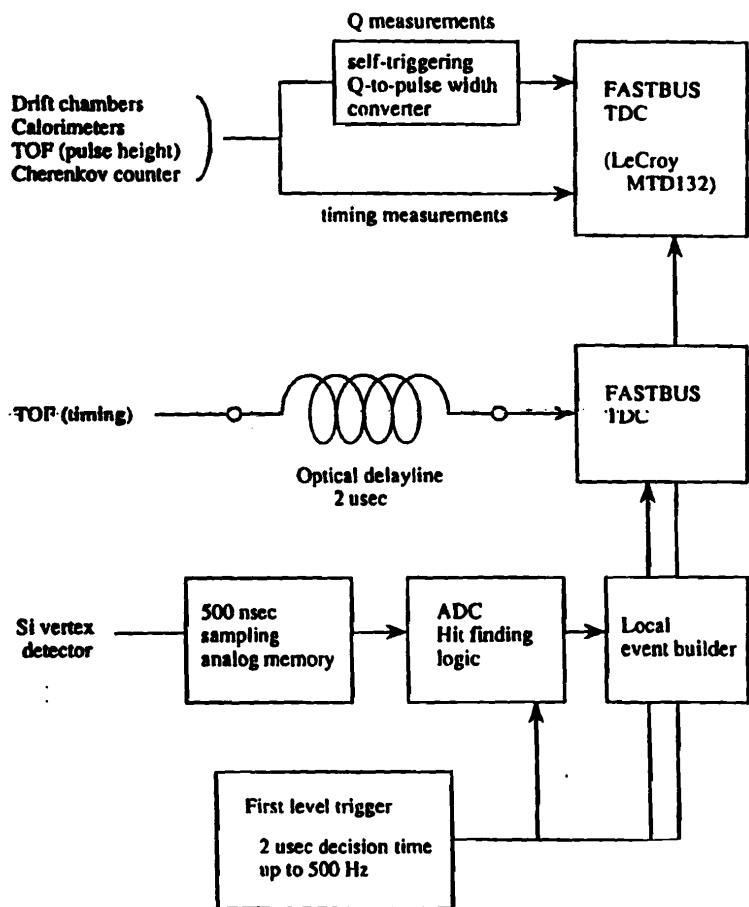 Q measurements
self-triggering
Q-to-pulse width
converter
FASTBUS
TDC
(LeCroy
MTD132)
Drift chambers
Calorimeters
TOF (pulse height)
Cherenkov counter
timing measurements
FASTBUS
TDC
TOF (timing)
Optical delayline
2 usec
Si vertex
detector
500 nsec
sampling
analog memory
ADC
Hit finding
logic
Local
event builder
First level trigger
2 usec decision time
up to 500 Hz